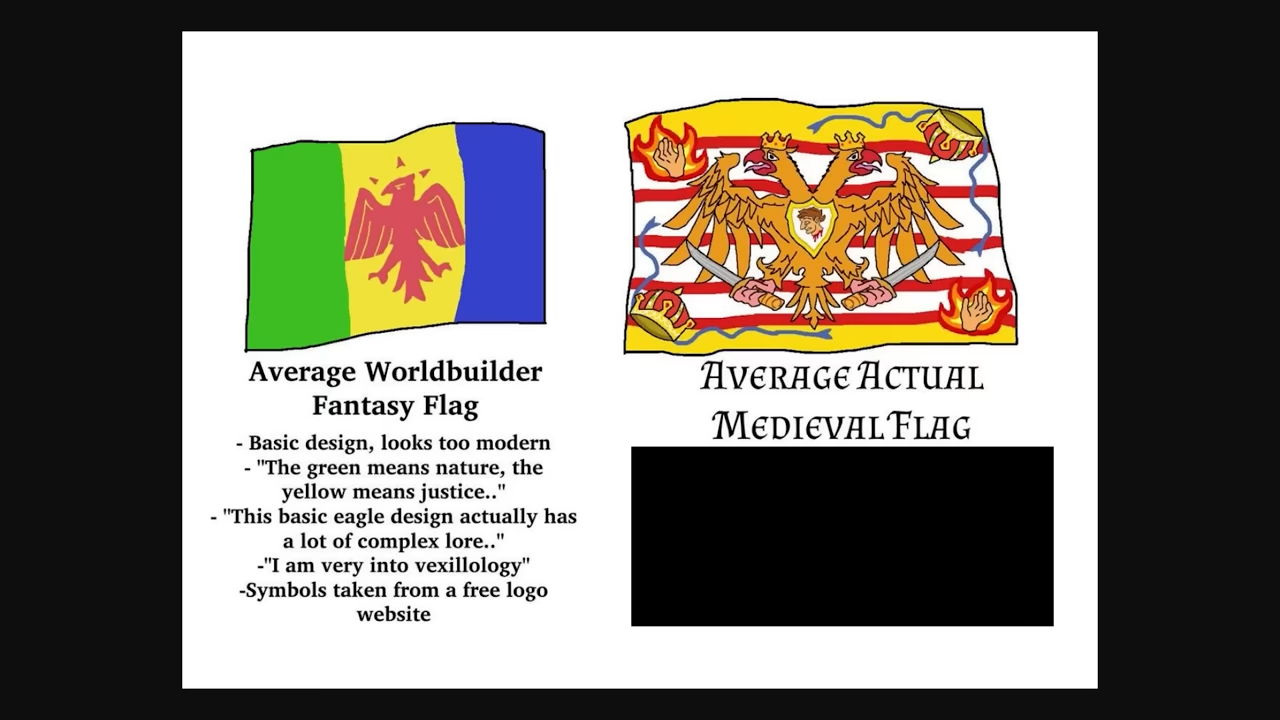 Average Worldbuilder
Fantasy Flag
- Basic design, looks too modern
- "The green means nature, the
yellow means justice.."
- "This basic eagle design actually has
a lot of complex lore.."
-"I am very into vexillology"
-Symbols taken from a free logo
website
Average Actual
Medieval Flag